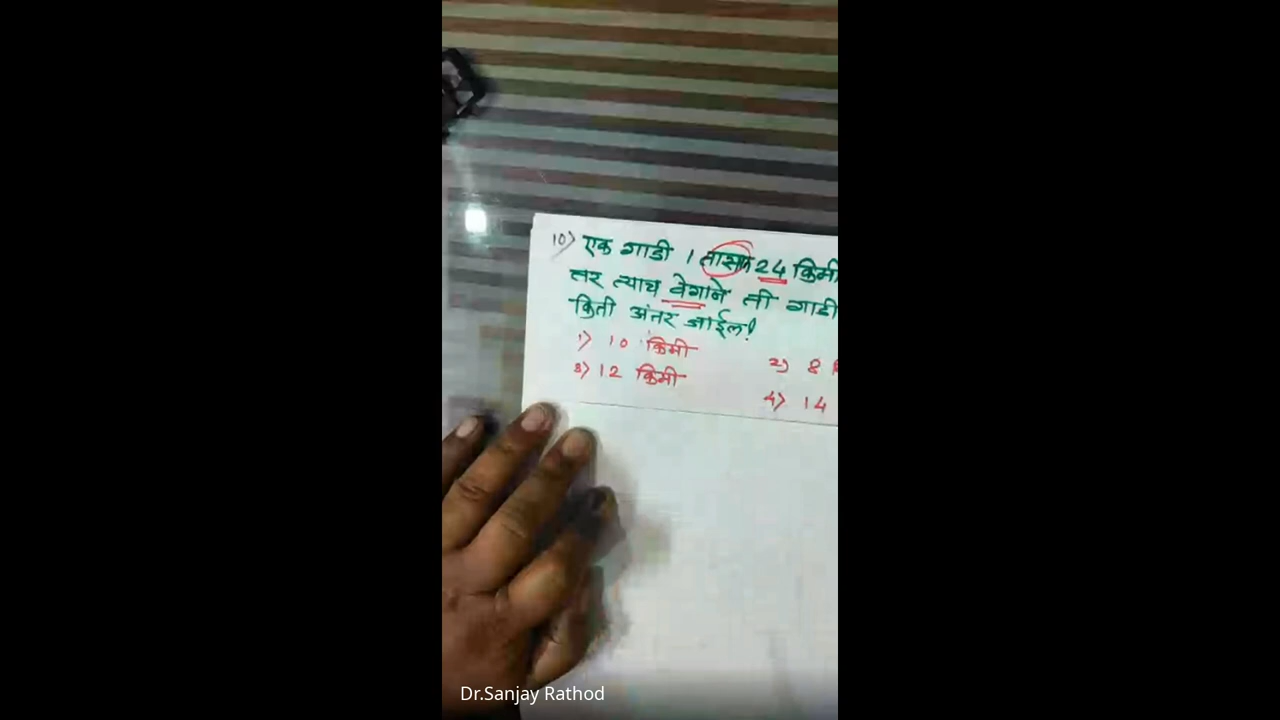 10) एक गाडी 1 तासात 24 किमी
तर त्याच वेगाने ती गाडी
किती अंतर जाईल!
1) 10 किमी
2) 8
3) 12 किमी
4) 14
Dr.Sanjay Rathod